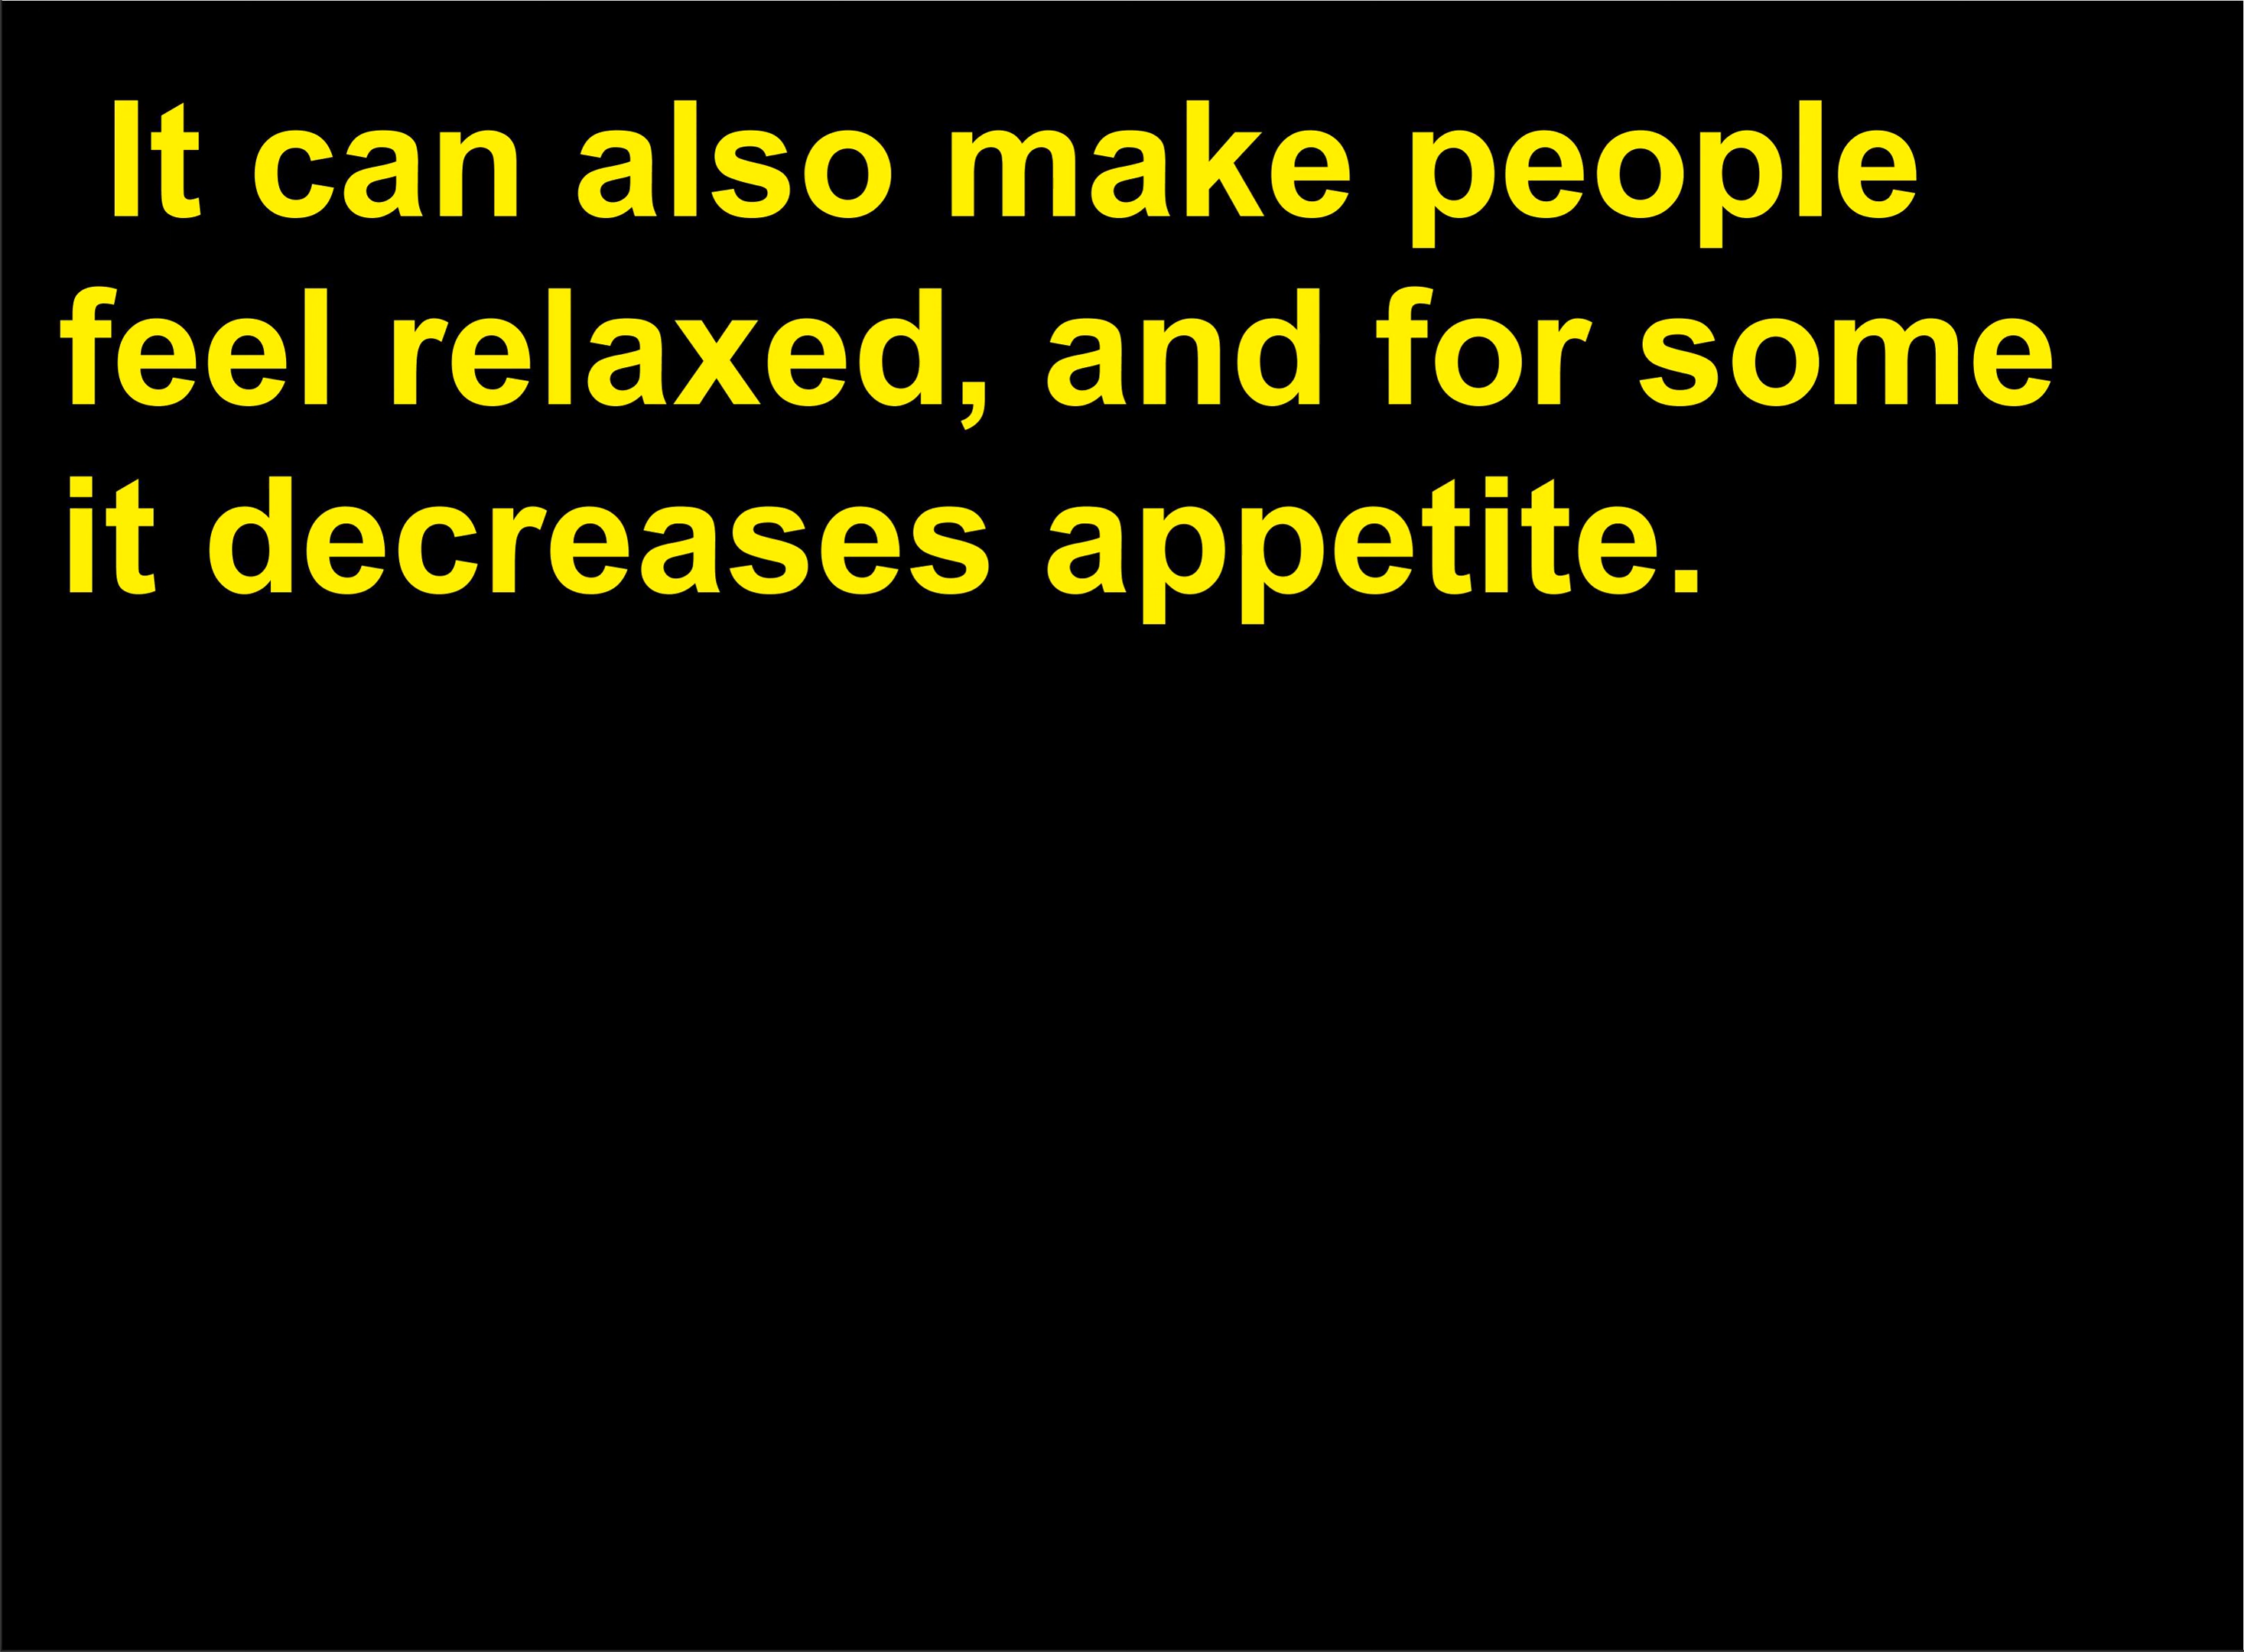 It can also make people
feel relaxed, and for some
it decreases appetite.